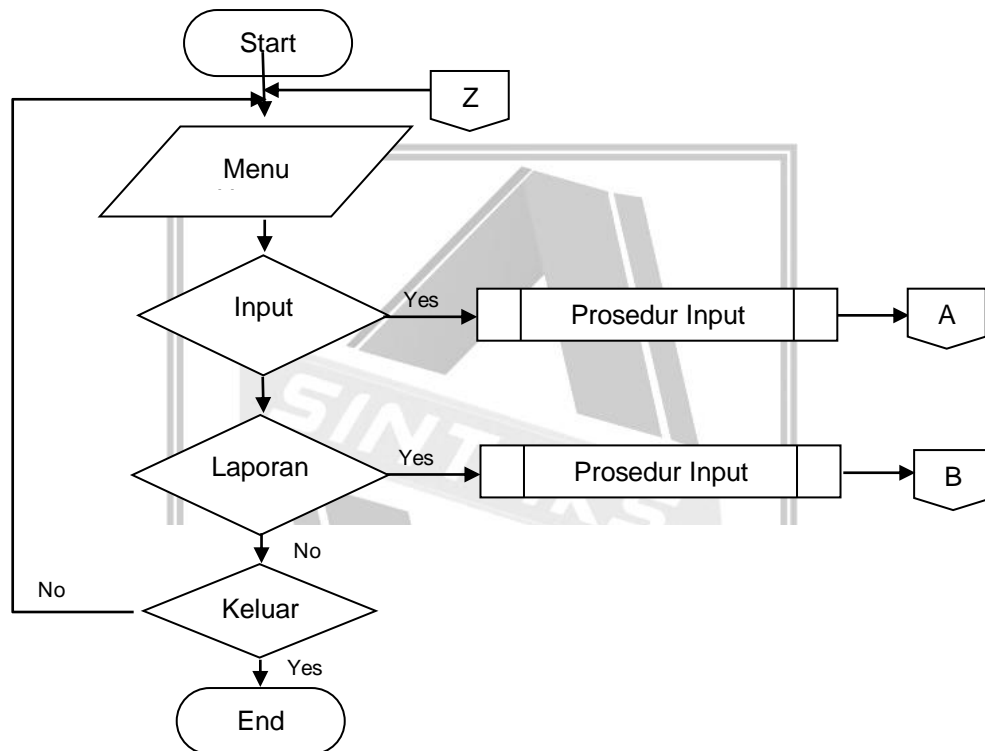 Start
Z
Menu
Input
Yes
Prosedur Input
A
Laporan
Yes
Prosedur Input
B
No
No
Keluar
Yes
End